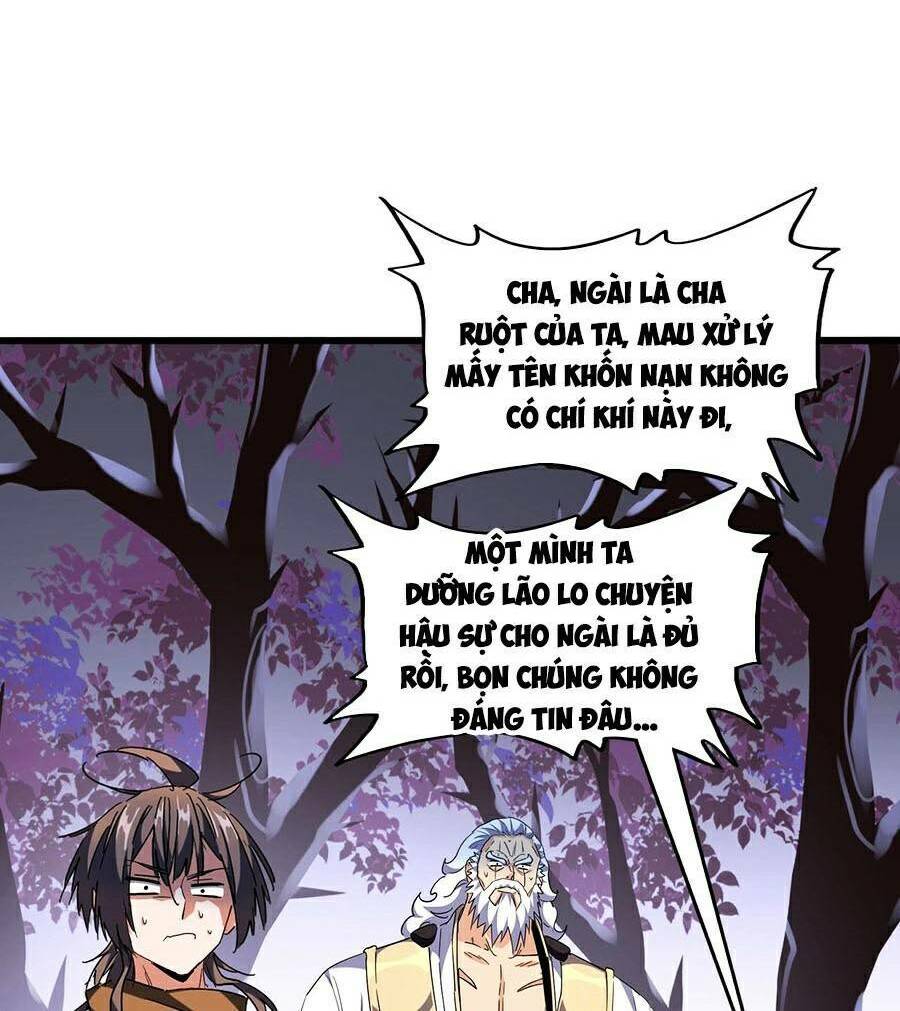 CHA, NGÀI LÀ CHA
RUỘT CỦA TA, MAU XỬ LÝ
MẤY TÊN KHỐN NẠN KHÔNG
CÓ CHÍ KHÍ NÀY ĐI,
MỘT MÌNH TA
DƯỠNG LÃO LO CHUYỆN
HẬU SỰ CHO NGÀI LÀ ĐỦ
RỒI, BỌN CHÚNG KHÔNG
ĐÁNG TIN ĐÂU...